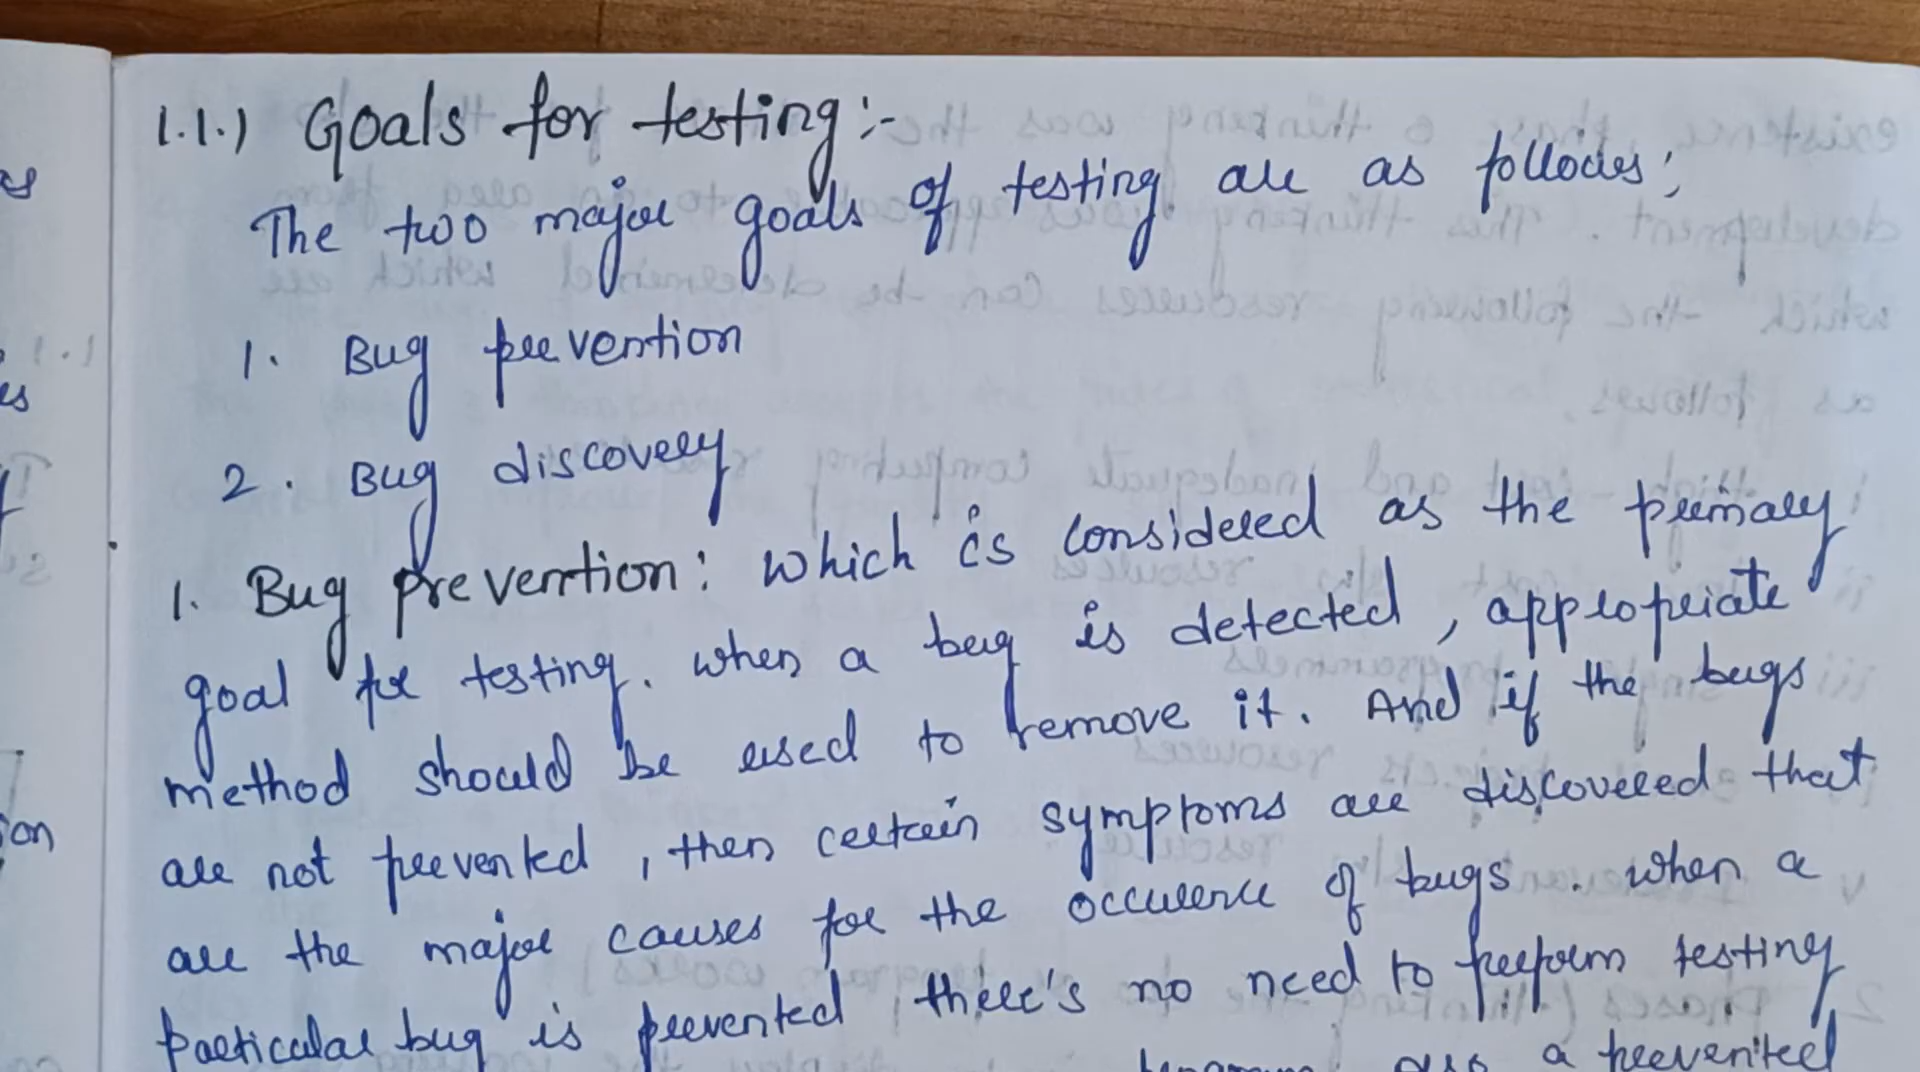 1.1.1 Goals for testing:-
The two major goals of testing are as follows;
1. Bug prevention
2. Bug discovery
1. Bug prevention: which is considered as the primary
goal for testing. when a bug is detected, appropriate
method should be used to remove it. And if the bugs
are not prevented, then certain symptoms are discovered that
are the major causes for the occurence of bugs. when a
particular bug is prevented, there's no need to perform testing
a prevented